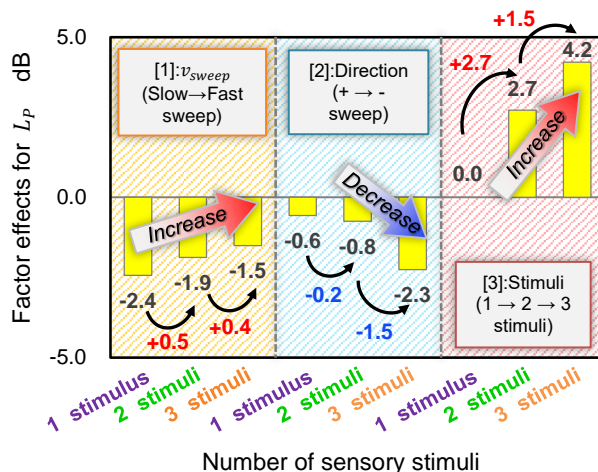 Factor effects for L_p dB
5.0
0.0
-5.0
[1]:v_sweep
(Slow→Fast
sweep)
Increase
-2.4
-1.9
-1.5
+0.5
+0.4
[2]:Direction
(+ → -
sweep)
Decrease
-0.6
-0.8
-2.3
-0.2
-1.5
+2.7
+1.5
0.0
2.7
4.2
Increase
[3]:Stimuli
(1 → 2 → 3
stimuli)
1 stimulus
2 stimuli
3 stimuli
1 stimulus
2 stimuli
3 stimuli
1 stimulus
2 stimuli
3 stimuli
Number of sensory stimuli